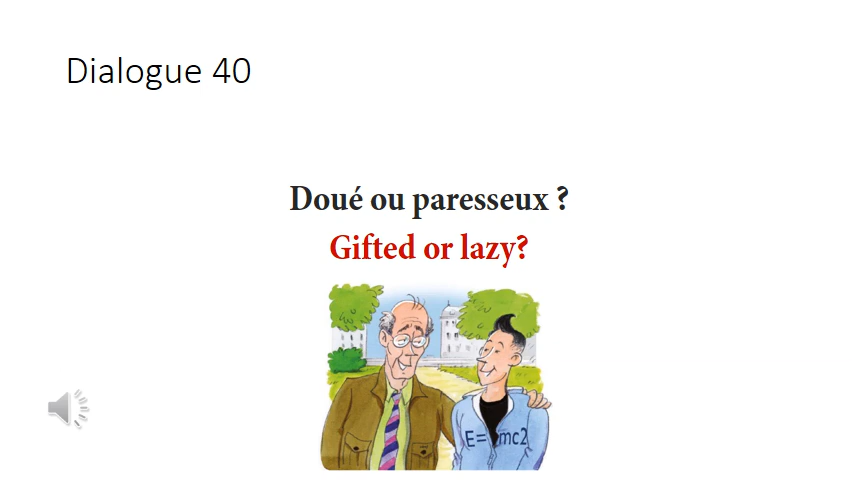 Dialogue 40
Doué ou paresseux ?
Gifted or lazy?
E= mc2